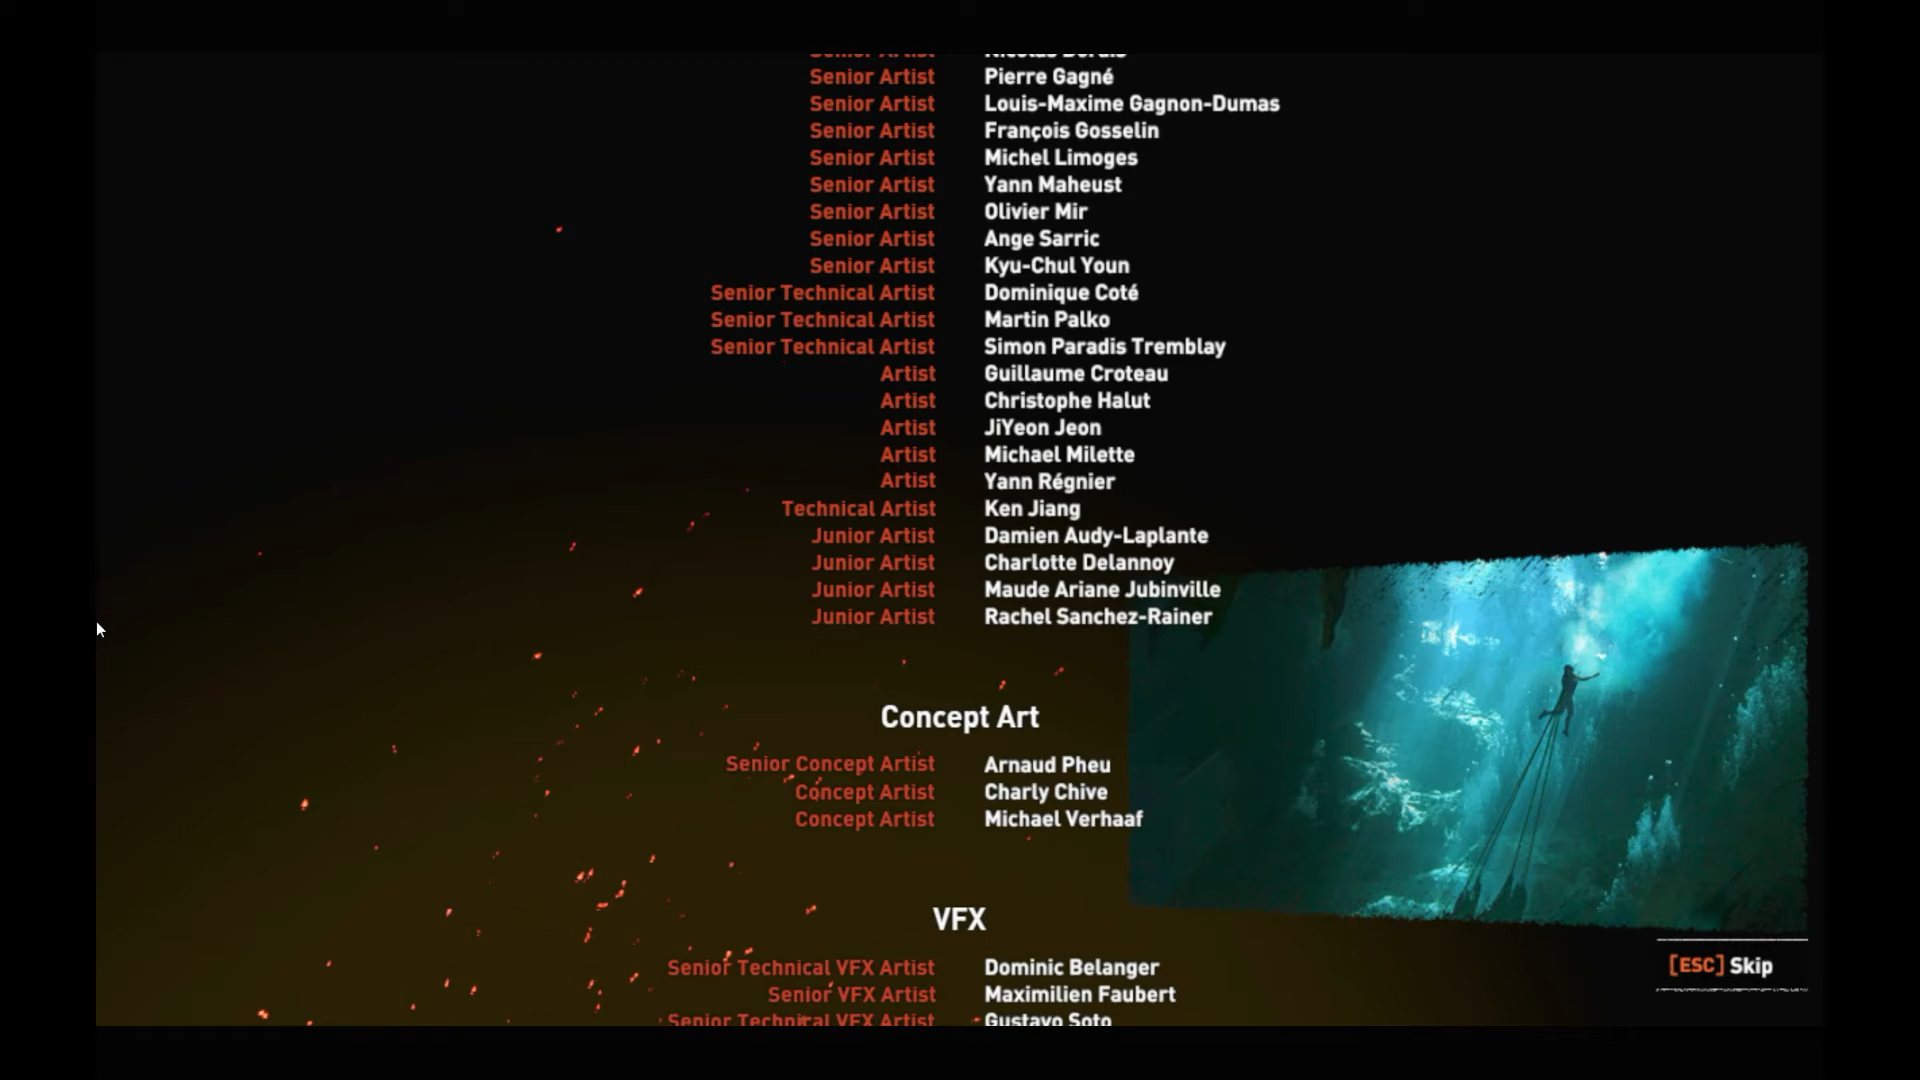 Senior Artist Pierre Gagné
Senior Artist Louis-Maxime Gagnon-Dumas
Senior Artist François Gosselin
Senior Artist Michel Limoges
Senior Artist Yann Maheust
Senior Artist Olivier Mir
Senior Artist Ange Sarric
Senior Artist Kyu-Chul Youn
Senior Technical Artist Dominique Coté
Senior Technical Artist Martin Palko
Senior Technical Artist Simon Paradis Tremblay
Artist Guillaume Croteau
Artist Christophe Halut
Artist JiYeon Jeon
Artist Michael Milette
Artist Yann Régnier
Technical Artist Ken Jiang
Junior Artist Damien Audy-Laplante
Junior Artist Charlotte Delannoy
Junior Artist Maude Ariane Jubinville
Junior Artist Rachel Sanchez-Rainer
Concept Art
Senior Concept Artist Arnaud Pheu
Concept Artist Charly Chive
Concept Artist Michael Verhaaf
VFX
Senior Technical VFX Artist Dominic Belanger
Senior VFX Artist Maximilien Faubert
Senior Technical VFX Artist Gustavo Soto
[ESC] Skip